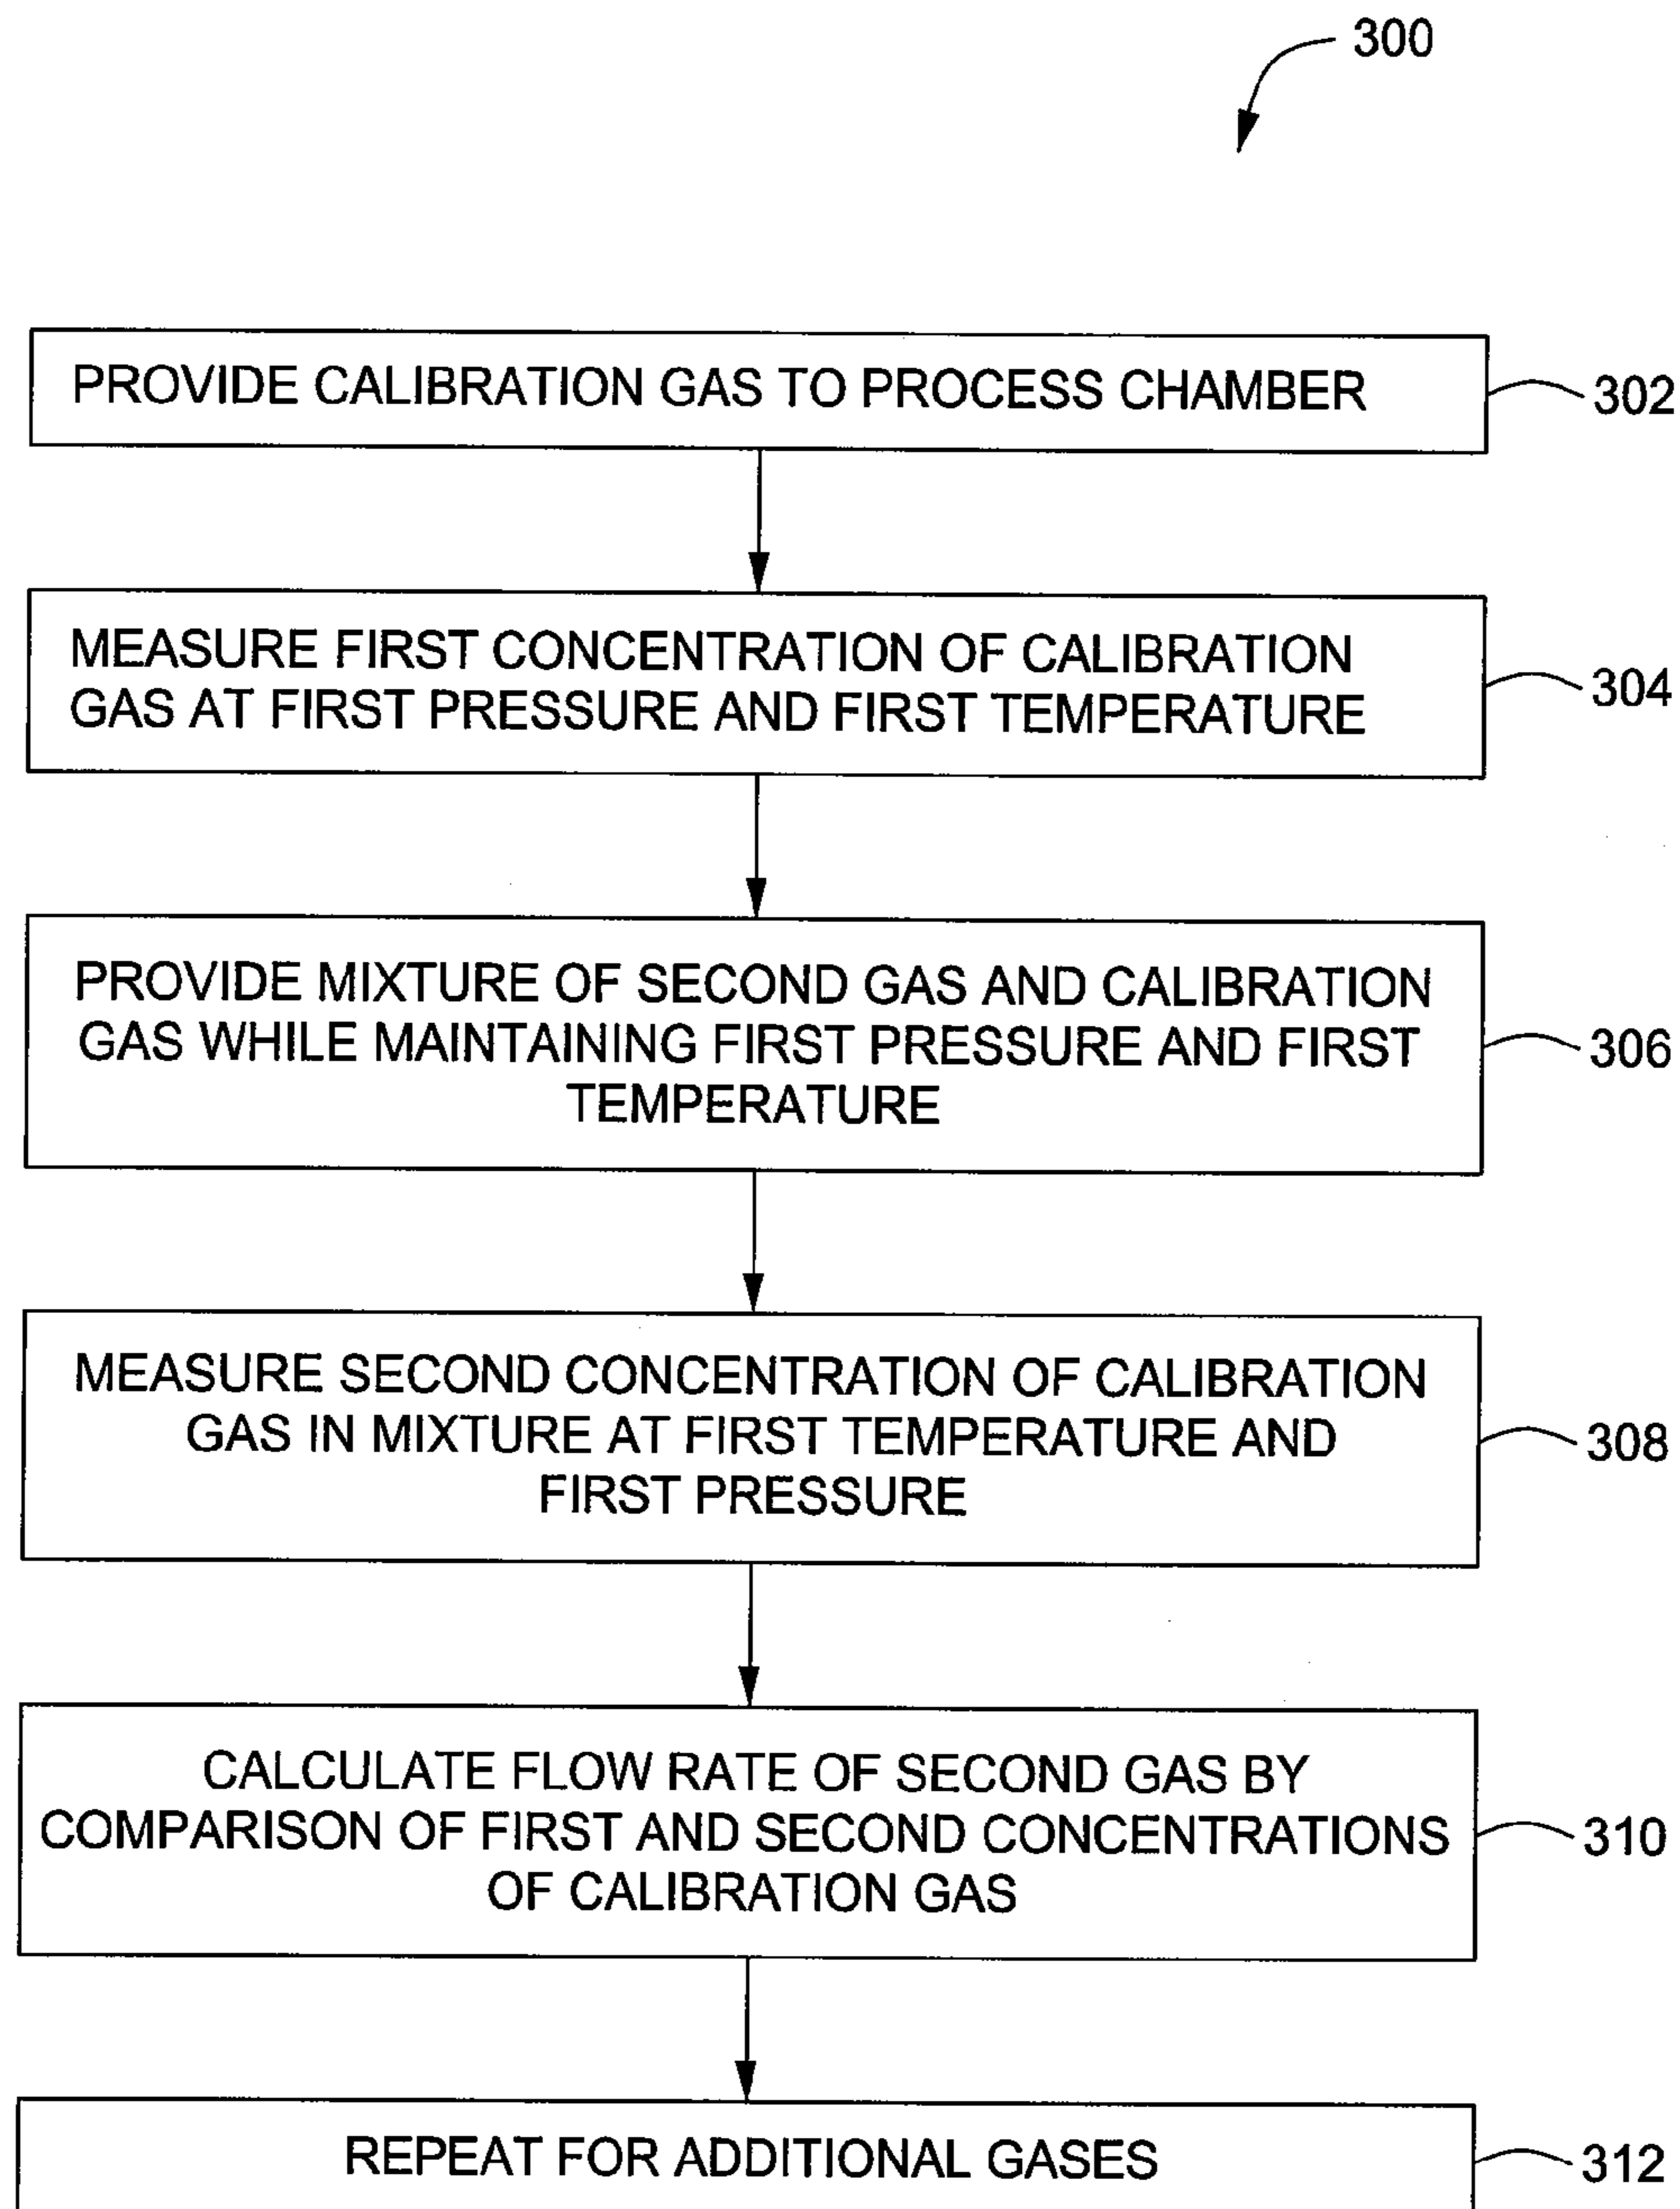 300
PROVIDE CALIBRATION GAS TO PROCESS CHAMBER
302
MEASURE FIRST CONCENTRATION OF CALIBRATION
GAS AT FIRST PRESSURE AND FIRST TEMPERATURE
304
PROVIDE MIXTURE OF SECOND GAS AND CALIBRATION
GAS WHILE MAINTAINING FIRST PRESSURE AND FIRST
TEMPERATURE
306
MEASURE SECOND CONCENTRATION OF CALIBRATION
GAS IN MIXTURE AT FIRST TEMPERATURE AND
FIRST PRESSURE
308
CALCULATE FLOW RATE OF SECOND GAS BY
COMPARISON OF FIRST AND SECOND CONCENTRATIONS
OF CALIBRATION GAS
310
REPEAT FOR ADDITIONAL GASES
312